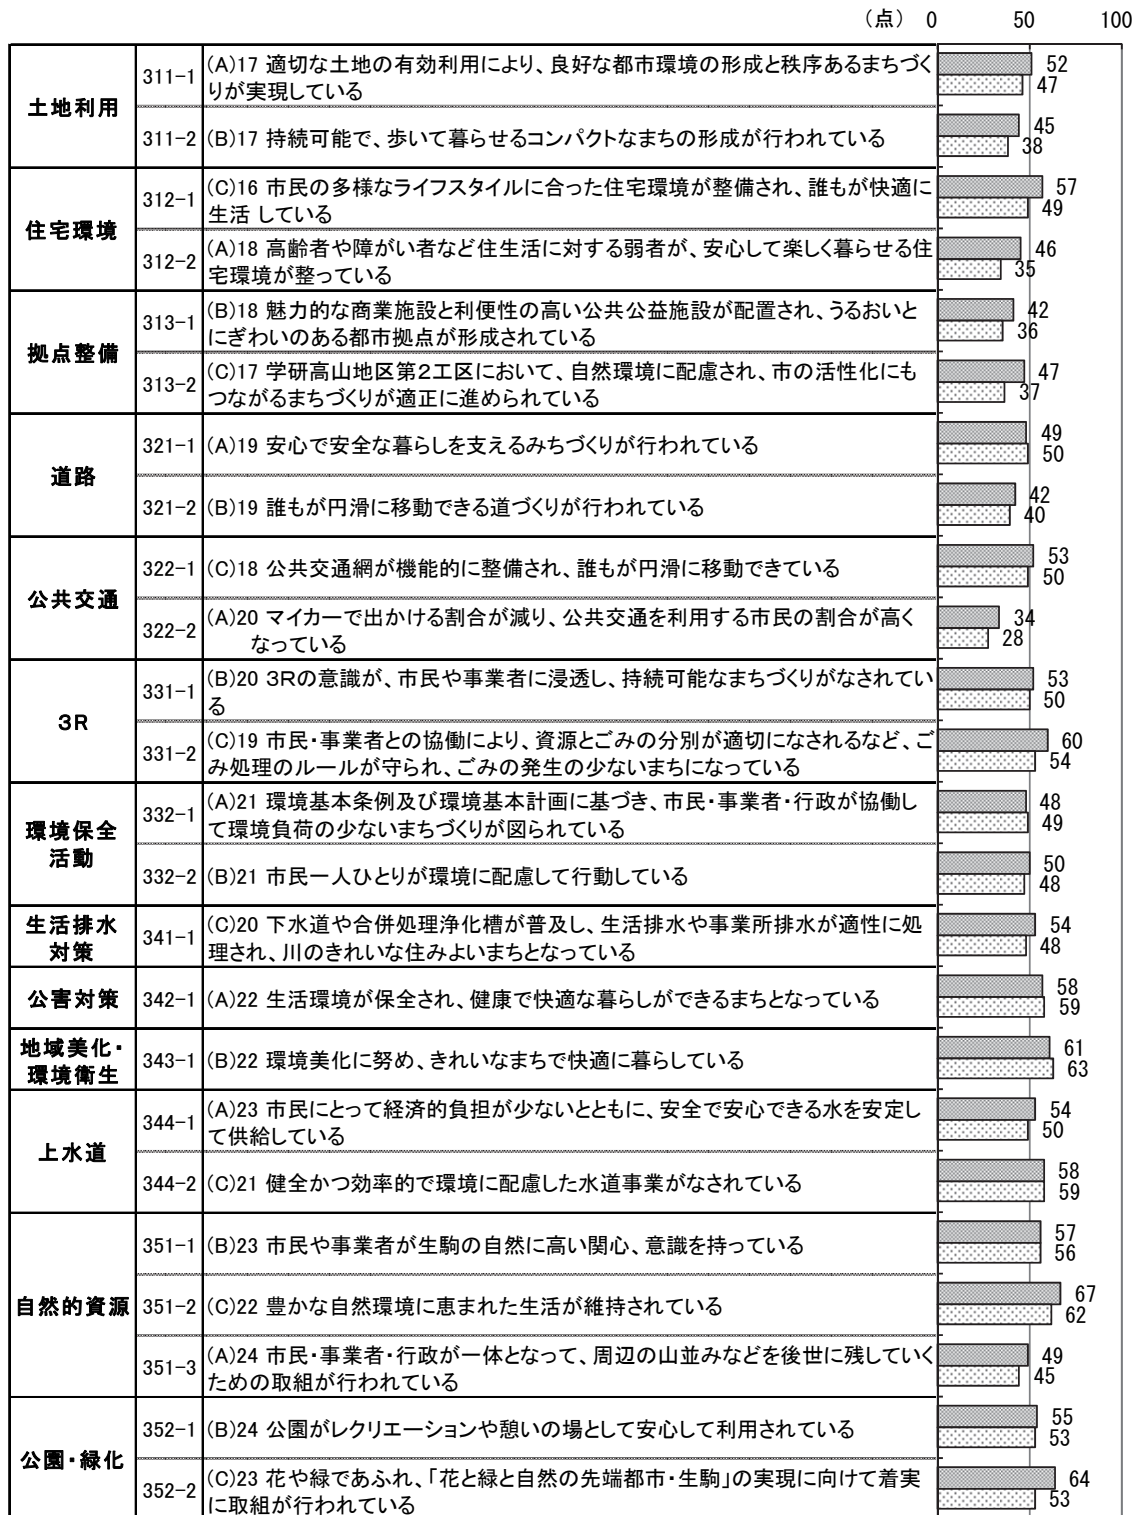 （点） 0 50 100
土地利用
311-1
(A)17 適切な土地の有効利用により、良好な都市環境の形成と秩序あるまちづく
りが実現している
52
47
311-2
(B)17 持続可能で、歩いて暮らせるコンパクトなまちの形成が行われている
45
38
住宅環境
312-1
(C)16 市民の多様なライフスタイルに合った住宅環境が整備され、誰もが快適に
生活 している
57
49
312-2
(A)18 高齢者や障がい者など住生活に対する弱者が、安心して楽しく暮らせる住
宅環境が整っている
46
35
拠点整備
313-1
(B)18 魅力的な商業施設と利便性の高い公共公益施設が配置され、うるおいと
にぎわいのある都市拠点が形成されている
42
36
313-2
(C)17 学研高山地区第２工区において、自然環境に配慮され、市の活性化にも
つながるまちづくりが適正に進められている
47
37
道路
321-1
(A)19 安心で安全な暮らしを支えるみちづくりが行われている
49
50
321-2
(B)19 誰もが円滑に移動できる道づくりが行われている
42
40
公共交通
322-1
(C)18 公共交通網が機能的に整備され、誰もが円滑に移動できている
53
50
322-2
(A)20 マイカーで出かける割合が減り、公共交通を利用する市民の割合が高く
なっている
34
28
３Ｒ
331-1
(B)20 ３Ｒの意識が、市民や事業者に浸透し、持続可能なまちづくりがなされてい
る
53
50
331-2
(C)19 市民・事業者との協働により、資源とごみの分別が適切になされるなど、ご
み処理のルールが守られ、ごみの発生の少ないまちになっている
60
54
環境保全
活動
332-1
(A)21 環境基本条例及び環境基本計画に基づき、市民・事業者・行政が協働し
て環境負荷の少ないまちづくりが図られている
48
49
332-2
(B)21 市民一人ひとりが環境に配慮して行動している
50
48
生活排水
対策
341-1
(C)20 下水道や合併処理浄化槽が普及し、生活排水や事業所排水が適性に処
理され、川のきれいな住みよいまちとなっている
54
48
公害対策
342-1
(A)22 生活環境が保全され、健康で快適な暮らしができるまちとなっている
58
59
地域美化・
環境衛生
343-1
(B)22 環境美化に努め、きれいなまちで快適に暮らしている
61
63
上水道
344-1
(A)23 市民にとって経済的負担が少ないとともに、安全で安心できる水を安定し
て供給している
54
50
344-2
(C)21 健全かつ効率的で環境に配慮した水道事業がなされている
58
59
自然的資源
351-1
(B)23 市民や事業者が生駒の自然に高い関心、意識を持っている
57
56
351-2
(C)22 豊かな自然環境に恵まれた生活が維持されている
67
62
351-3
(A)24 市民・事業者・行政が一体となって、周辺の山並みなどを後世に残していく
ための取組が行われている
49
45
公園・緑化
352-1
(B)24 公園がレクリエーションや憩いの場として安心して利用されている
55
53
352-2
(C)23 花や緑であふれ、「花と緑と自然の先端都市・生駒」の実現に向けて着実
に取組が行われている
64
53